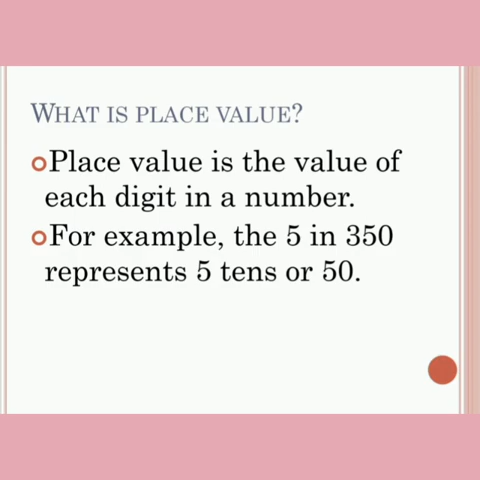 WHAT IS PLACE VALUE?
Place value is the value of
each digit in a number.
For example, the 5 in 350
represents 5 tens or 50.